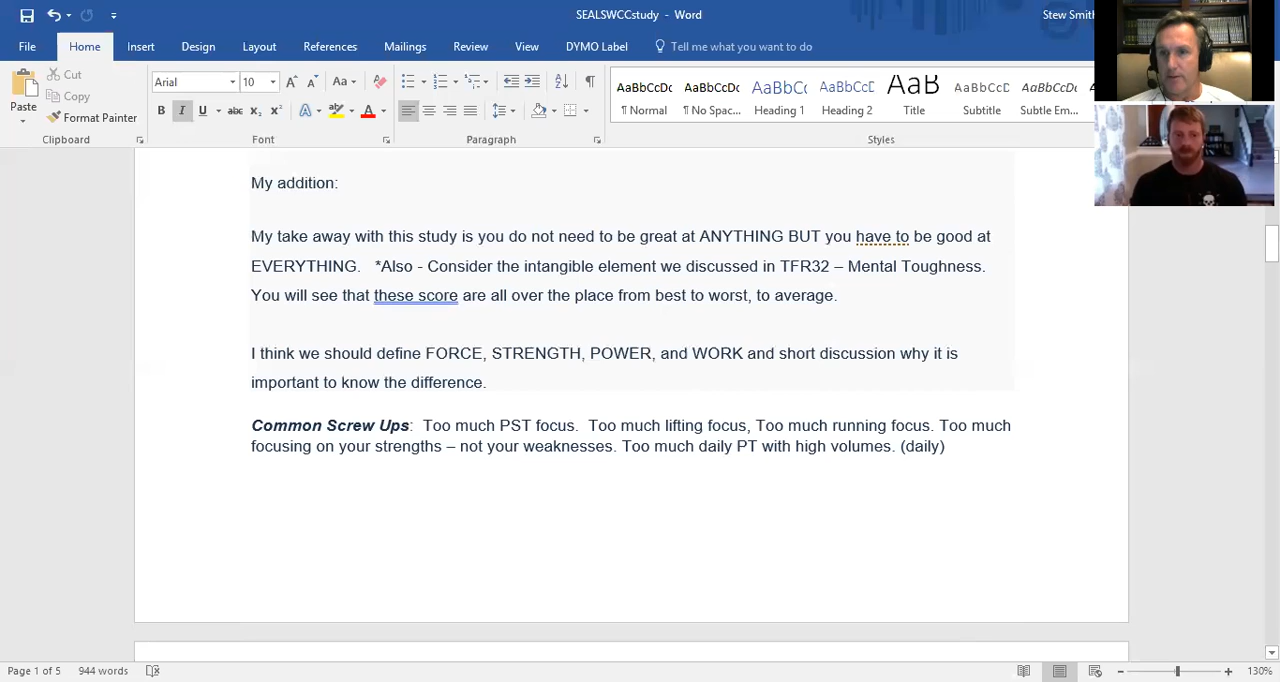 SEALSWCCstudy - Word
Stew Smith
File Home Insert Design Layout References Mailings Review View DYMO Label Tell me what you want to do
Cut
Copy
Paste
Format Painter
Clipboard
Arial 10
Aa
B I U abc x₂ x²
A A
Font
Paragraph
AaBbCcDc AaBbCcDc AaBbCc AaBbCcD AaB AaBbCcD AaBbCcDc
¶ Normal ¶ No Spac... Heading 1 Heading 2 Title Subtitle Subtle Em...
Styles
My addition:
My take away with this study is you do not need to be great at ANYTHING BUT you have to be good at
EVERYTHING. *Also - Consider the intangible element we discussed in TFR32 – Mental Toughness.
You will see that these score are all over the place from best to worst, to average.
I think we should define FORCE, STRENGTH, POWER, and WORK and short discussion why it is
important to know the difference.
Common Screw Ups: Too much PST focus. Too much lifting focus, Too much running focus. Too much
focusing on your strengths – not your weaknesses. Too much daily PT with high volumes. (daily)
Page 1 of 5 944 words
130%